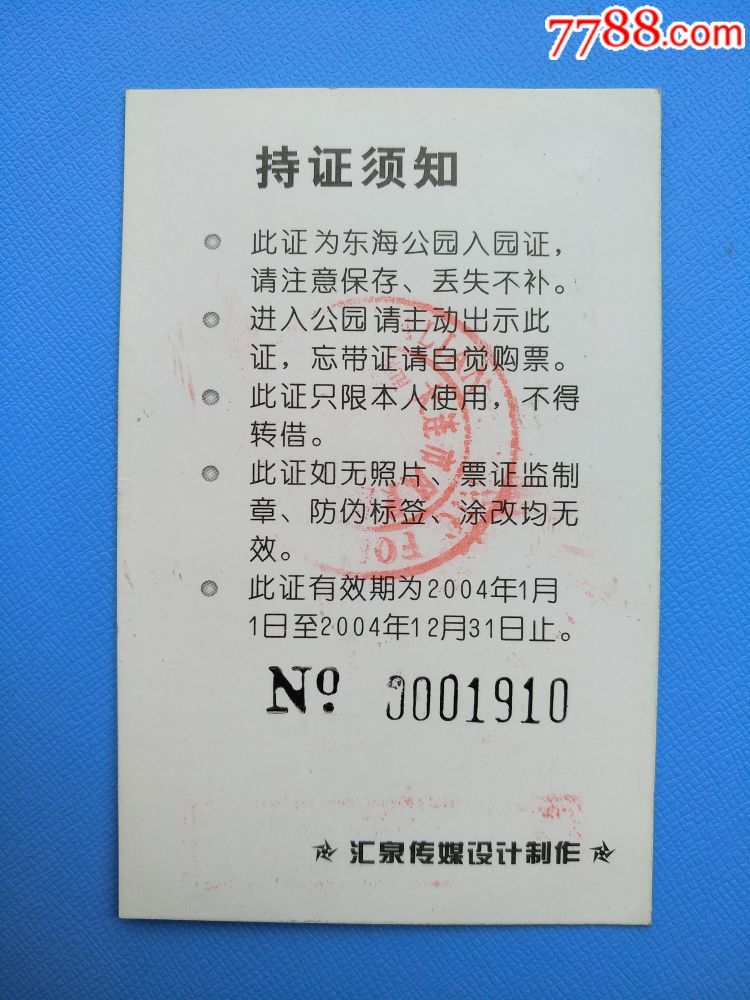 7788.com
持证须知
此证为东海公园入园证，
请注意保存、丢失不补。
进入公园请主动出示此
证，忘带证请自觉购票。
此证只限本人使用，不得
转借。
此证如无照片、票证监制
章、防伪标签、涂改均无
效。
此证有效期为2004年1月
1日至2004年12月31日止。
No 0001910
汇泉传媒设计制作